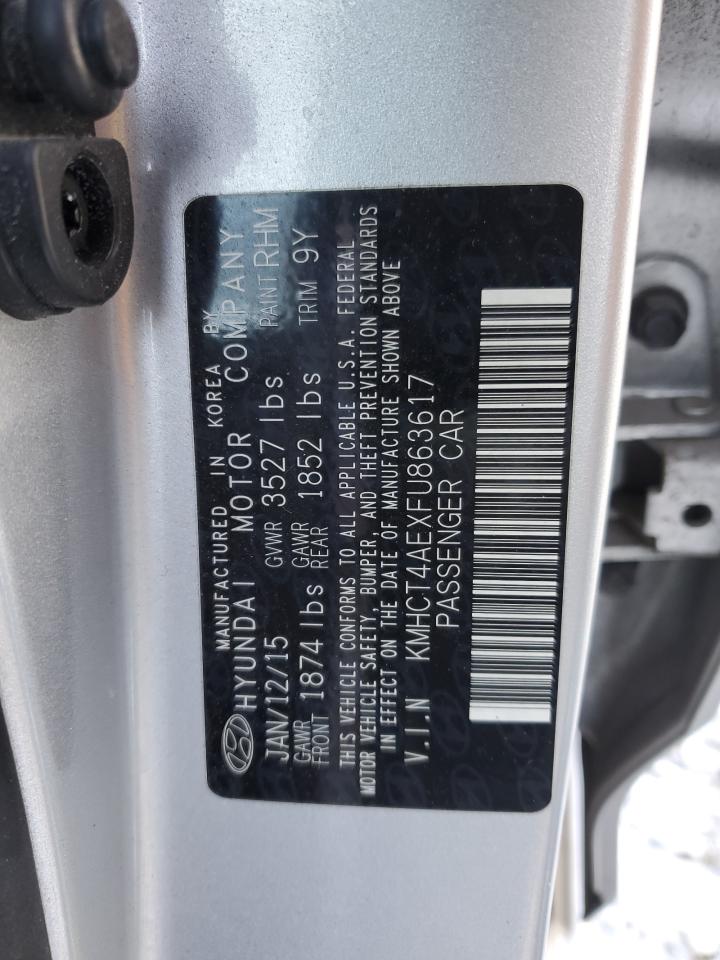 MANUFACTURED IN KOREA BY
HYUNDAI MOTOR COMPANY
JAN/12/15 GVWR 3527 lbs PAINT RHM
GAWR FRONT 1874 lbs GAWR REAR 1852 lbs TRIM 9Y
THIS VEHICLE CONFORMS TO ALL APPLICABLE U.S.A. FEDERAL
MOTOR VEHICLE SAFETY, BUMPER, AND THEFT PREVENTION STANDARDS
IN EFFECT ON THE DATE OF MANUFACTURE SHOWN ABOVE
V.I.N KMHCT4AEXFU863617
PASSENGER CAR